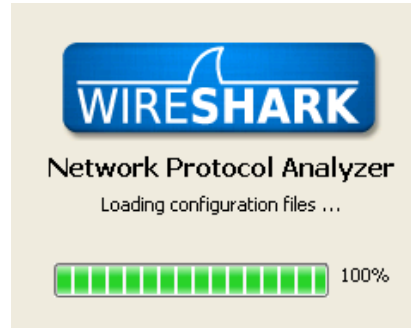 WIRESHARK
Network Protocol Analyzer
Loading configuration files ...
100%